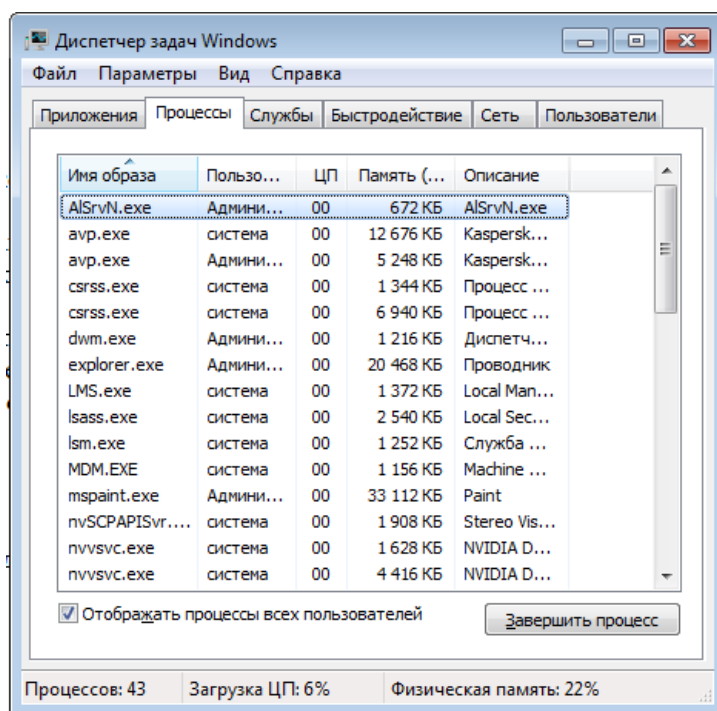 Диспетчер задач Windows
Файл Параметры Вид Справка
Приложения Процессы Службы Быстродействие Сеть Пользователи
Имя образа Пользо... ЦП Память (... Описание
AlSrvN.exe Админи... 00 672 КБ AlSrvN.exe
avp.exe система 00 12 676 КБ Kaspersk...
avp.exe Админи... 00 5 248 КБ Kaspersk...
csrss.exe система 00 1 344 КБ Процесс ...
csrss.exe система 00 6 940 КБ Процесс ...
dwm.exe Админи... 00 1 216 КБ Диспетч...
explorer.exe Админи... 00 20 468 КБ Проводник
LMS.exe система 00 1 372 КБ Local Man...
lsass.exe система 00 2 540 КБ Local Sec...
lsm.exe система 00 1 252 КБ Служба ...
MDM.EXE система 00 1 156 КБ Machine ...
mspaint.exe Админи... 00 33 112 КБ Paint
nvSCPAPISvr.... система 00 1 908 КБ Stereo Vis...
nvvsvc.exe система 00 1 628 КБ NVIDIA D...
nvvsvc.exe система 00 4 416 КБ NVIDIA D...
Отображать процессы всех пользователей Завершить процесс
Процессов: 43 Загрузка ЦП: 6% Физическая память: 22%